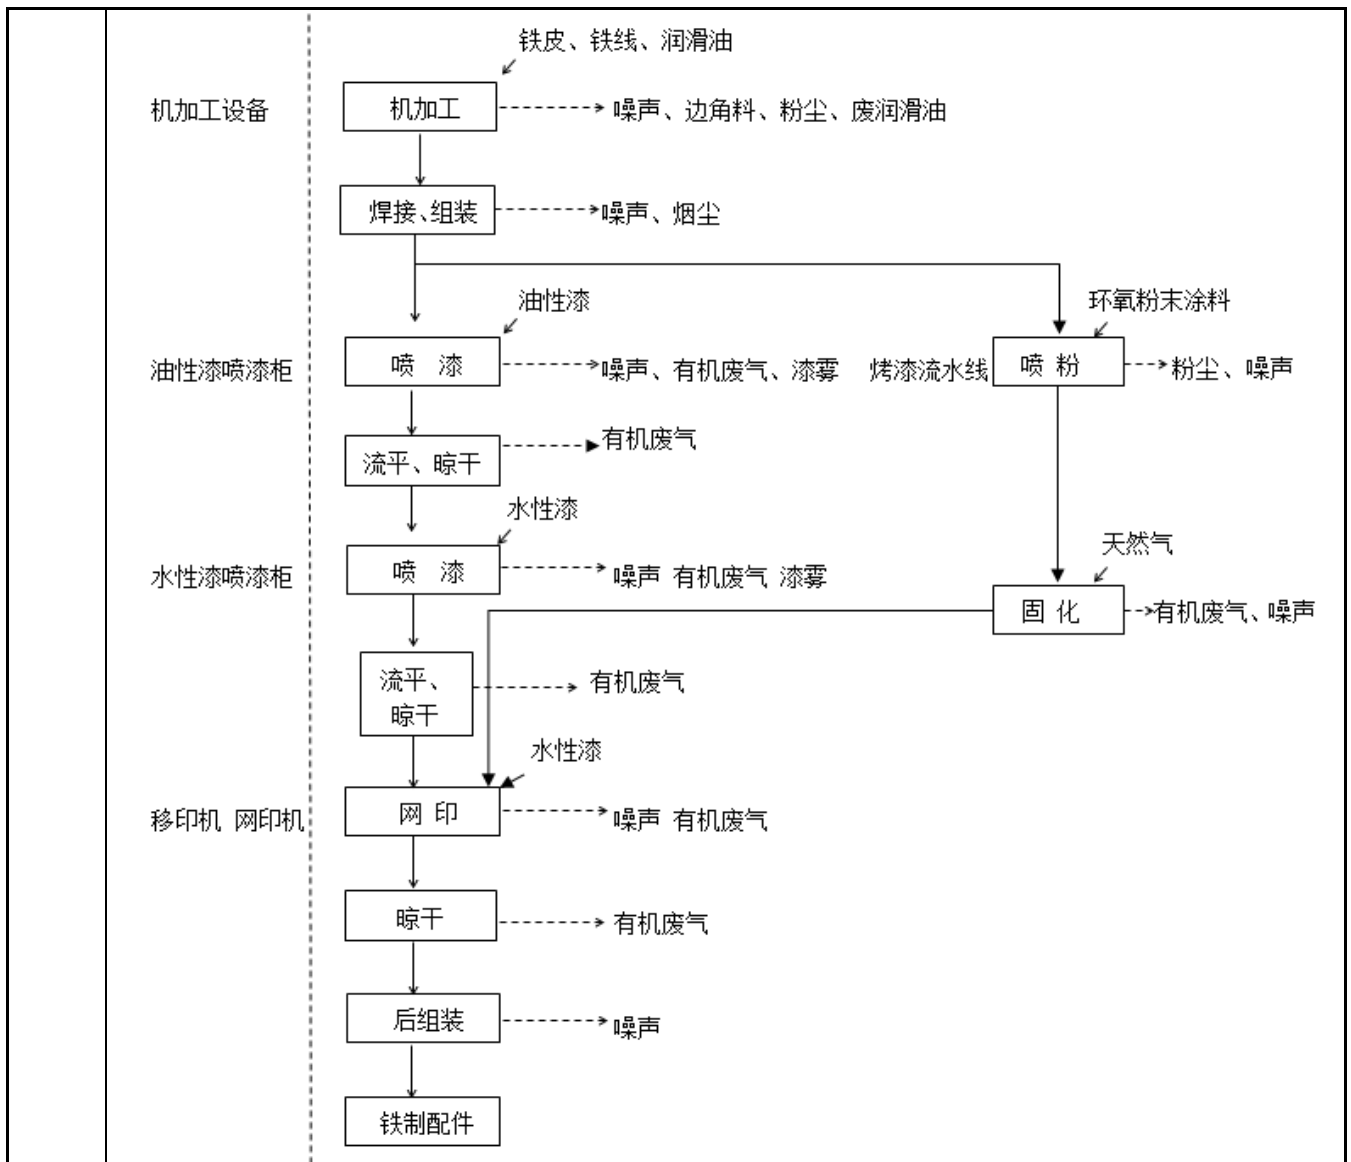 铁皮、铁线、润滑油
机加工设备
机加工
噪声、边角料、粉尘、废润滑油
焊接、组装
噪声、烟尘
油性漆
环氧粉末涂料
油性漆喷漆柜
喷 漆
噪声、有机废气、漆雾
烤漆流水线
喷 粉
粉尘、噪声
流平、晾干
有机废气
水性漆
天然气
水性漆喷漆柜
喷 漆
噪声 有机废气 漆雾
固 化
有机废气、噪声
流平、
晾干
有机废气
水性漆
移印机 网印机
网 印
噪声 有机废气
晾干
有机废气
后组装
噪声
铁制配件